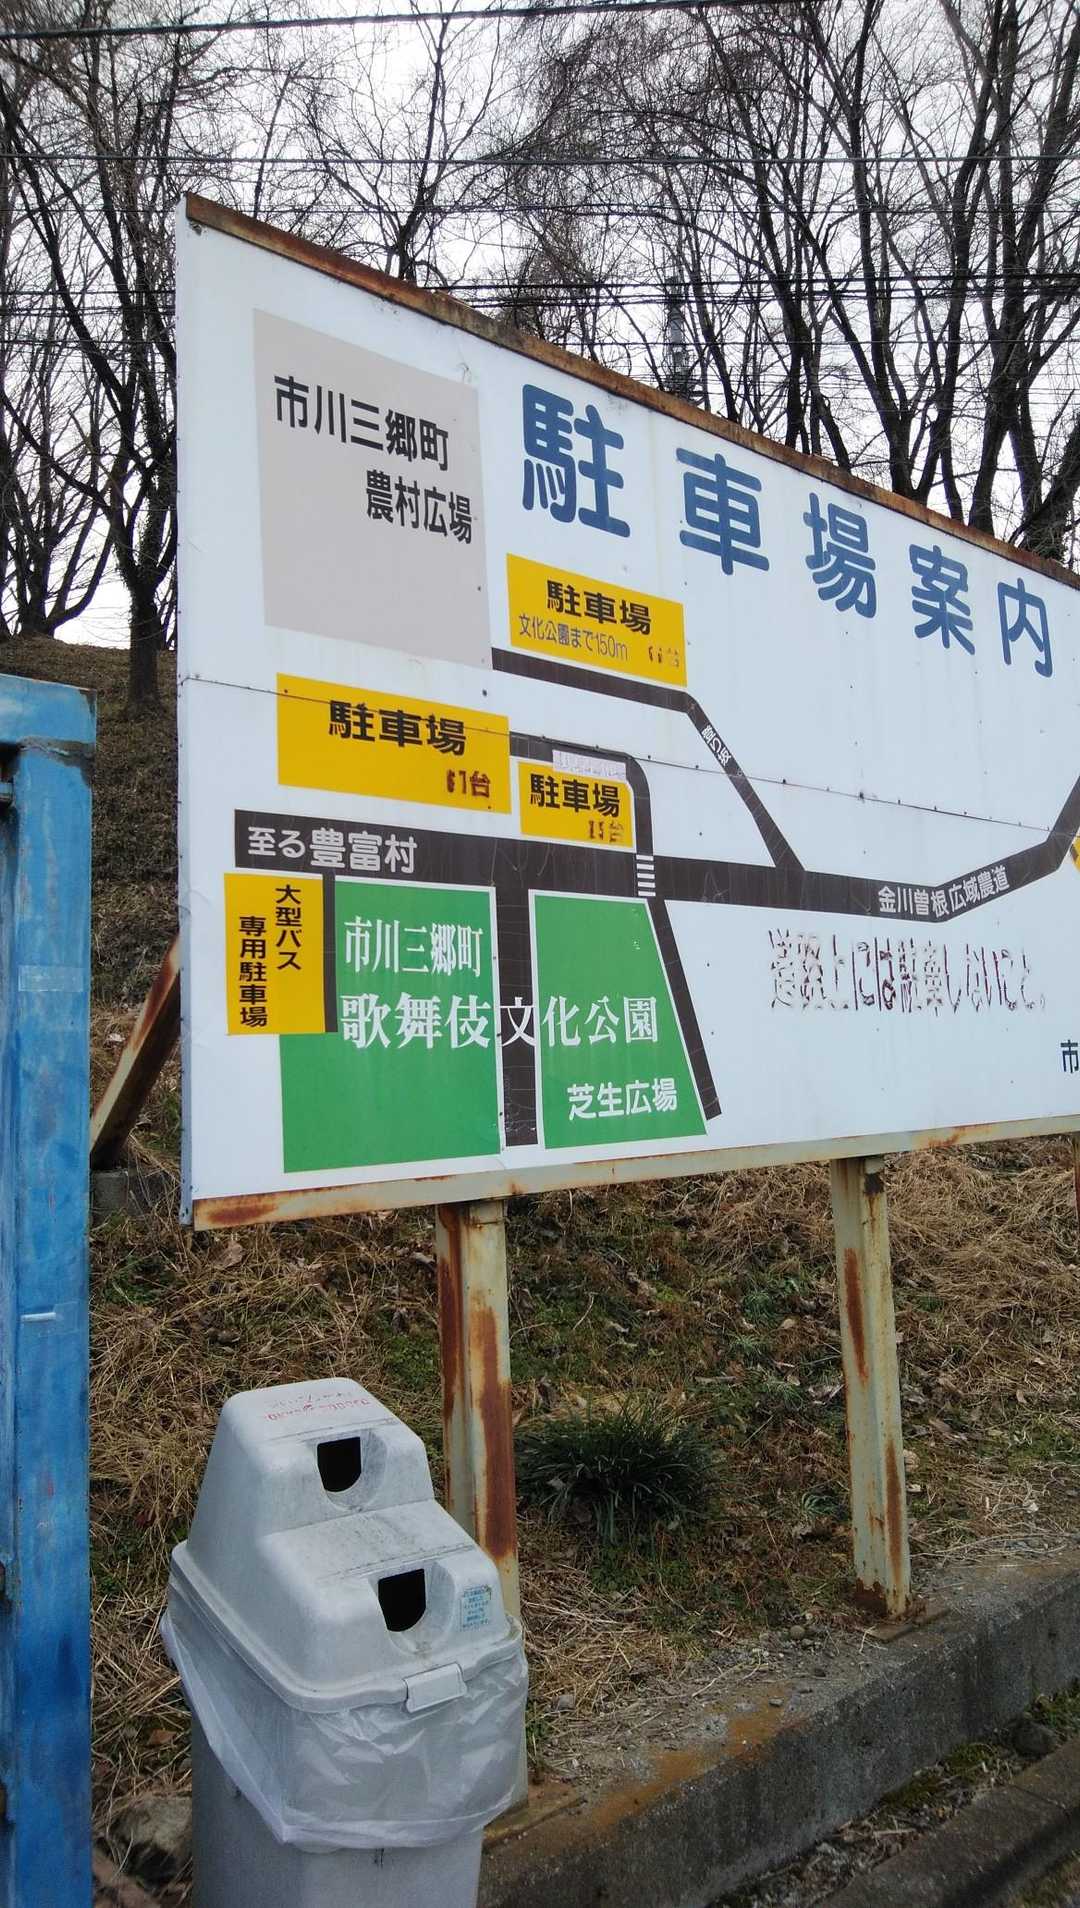 駐車場案内
市川三郷町
農村広場
駐車場
文化公園まで150m
台
駐車場
台
駐車場
台
至る豊富村
金川曽根広域農道
大型バス
専用駐車場
市川三郷町
歌舞伎文化公園
芝生広場
道路上には駐車しないこと。
市